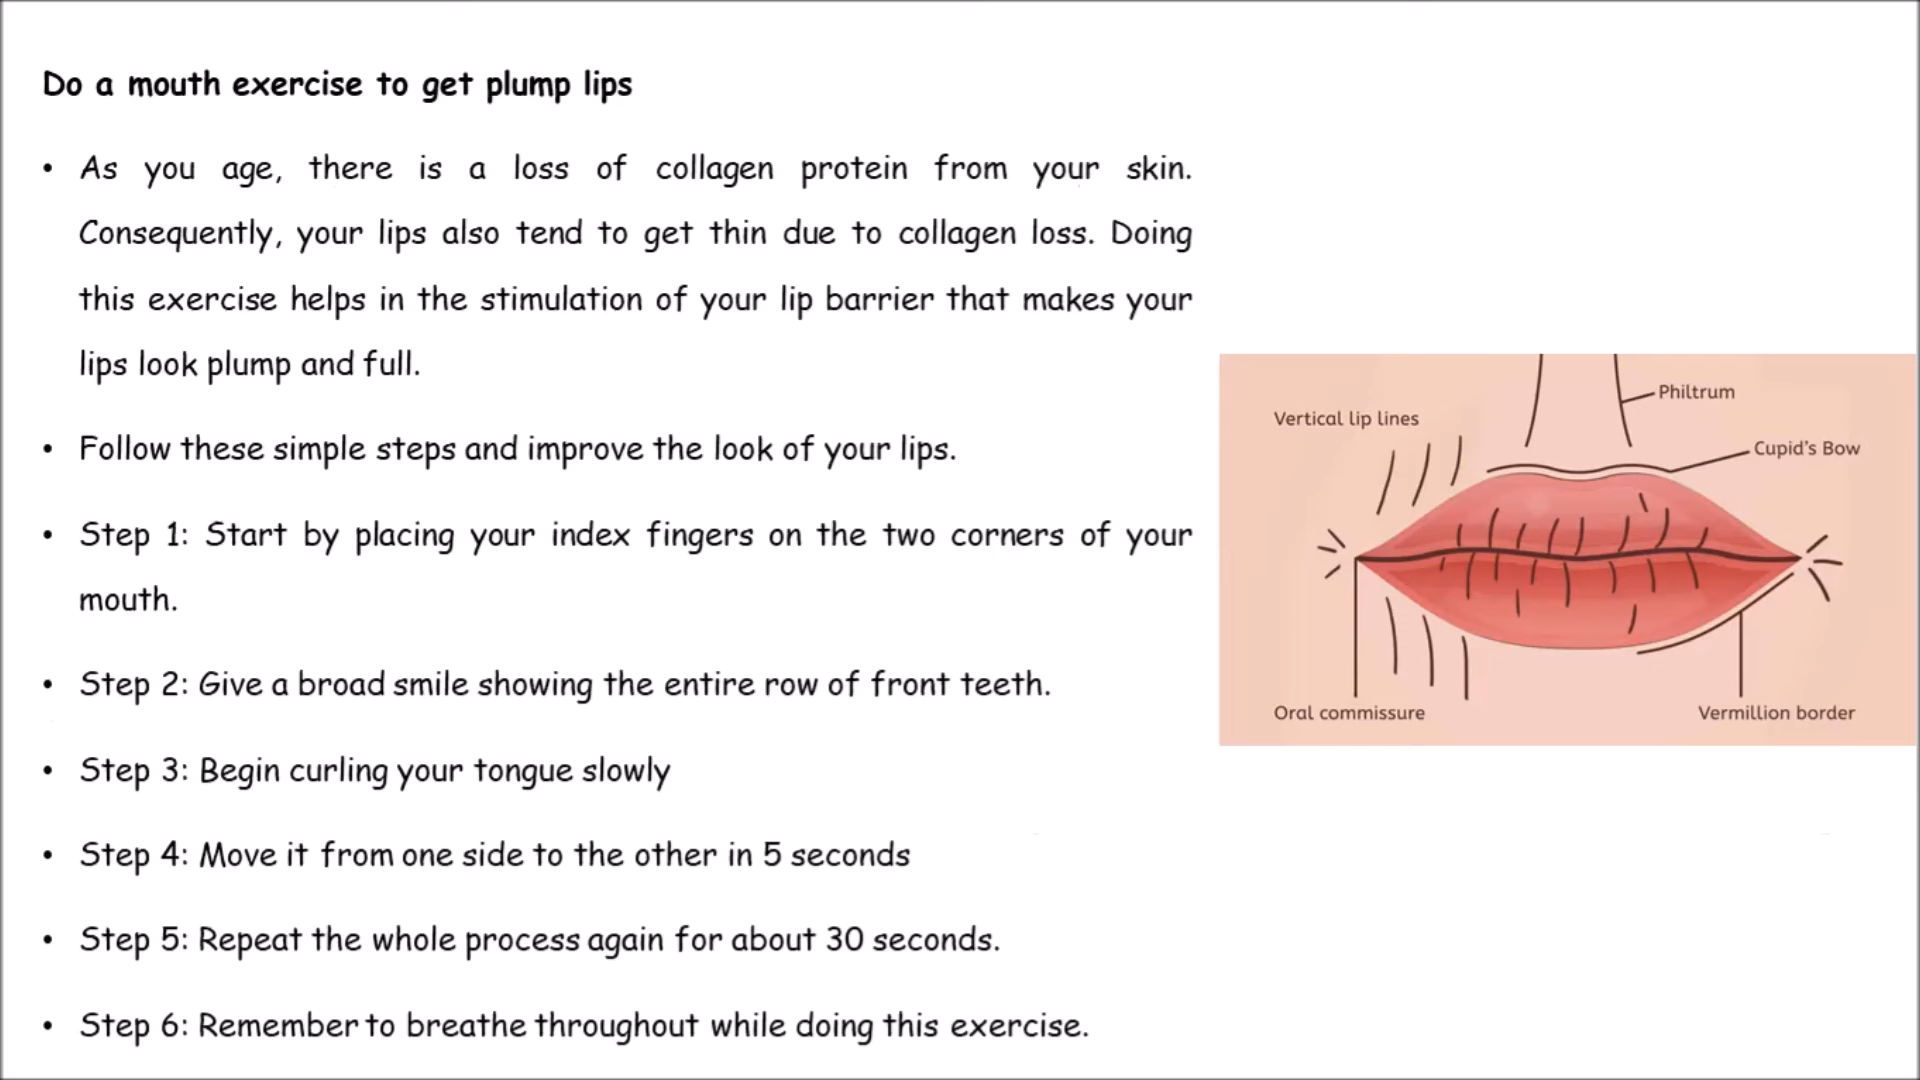 Do a mouth exercise to get plump lips
• As you age, there is a loss of collagen protein from your skin.
Consequently, your lips also tend to get thin due to collagen loss. Doing
this exercise helps in the stimulation of your lip barrier that makes your
lips look plump and full.
• Follow these simple steps and improve the look of your lips.
• Step 1: Start by placing your index fingers on the two corners of your
mouth.
• Step 2: Give a broad smile showing the entire row of front teeth.
• Step 3: Begin curling your tongue slowly
• Step 4: Move it from one side to the other in 5 seconds
• Step 5: Repeat the whole process again for about 30 seconds.
• Step 6: Remember to breathe throughout while doing this exercise.
Philtrum
Vertical lip lines
Cupid's Bow
Oral commissure
Vermillion border